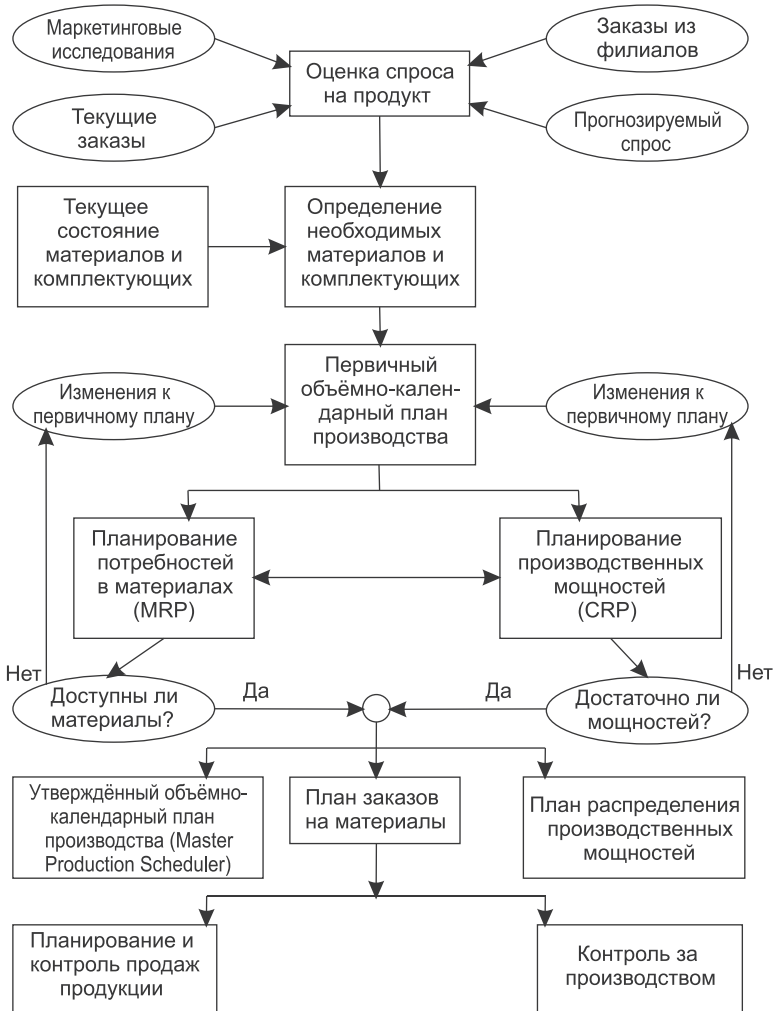 Маркетинговые
исследования
Заказы из
филиалов
Оценка спроса
на продукт
Текущие
заказы
Прогнозируемый
спрос
Текущее
состояние
материалов и
комплектующих
Определение
необходимых
материалов и
комплектующих
Первичный
объёмно-кален-
дарный план
производства
Изменения к
первичному плану
Изменения к
первичному плану
Планирование
потребностей
в материалах
(MRP)
Планирование
производственных
мощностей
(CRP)
Нет
Нет
Доступны ли
материалы?
Да
Да
Достаточно ли
мощностей?
Утверждённый объёмно-
календарный план
производства (Master
Production Scheduler)
План заказов
на материалы
План распределения
производственных
мощностей
Планирование и
контроль продаж
продукции
Контроль за
производством